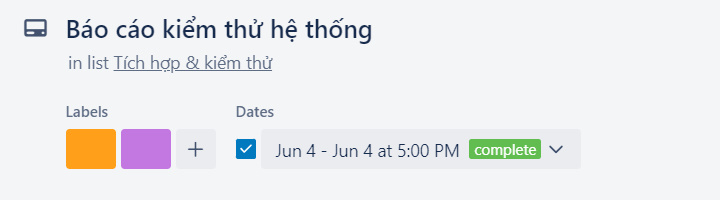 Báo cáo kiểm thử hệ thống
in list Tích hợp & kiểm thử
Labels
Dates
+
Jun 4 - Jun 4 at 5:00 PM complete